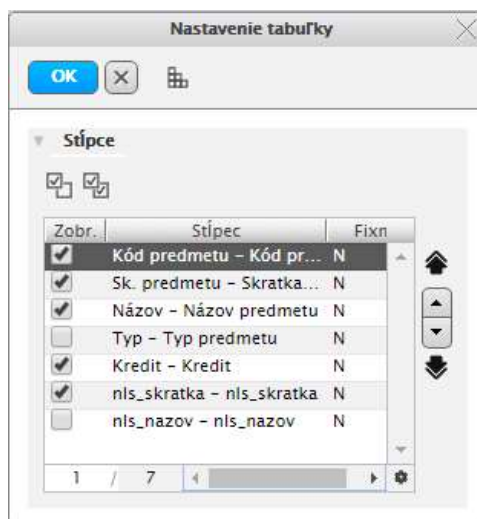 Nastavenie tabuľky
OK
Stĺpce
Zobr. Stĺpec Fixn
Kód predmetu - Kód pr... N
Sk. predmetu - Skratka... N
Názov - Názov predmetu N
Typ - Typ predmetu N
Kredit - Kredit N
nls_skratka - nls_skratka N
nls_nazov - nls_nazov N
1 / 7